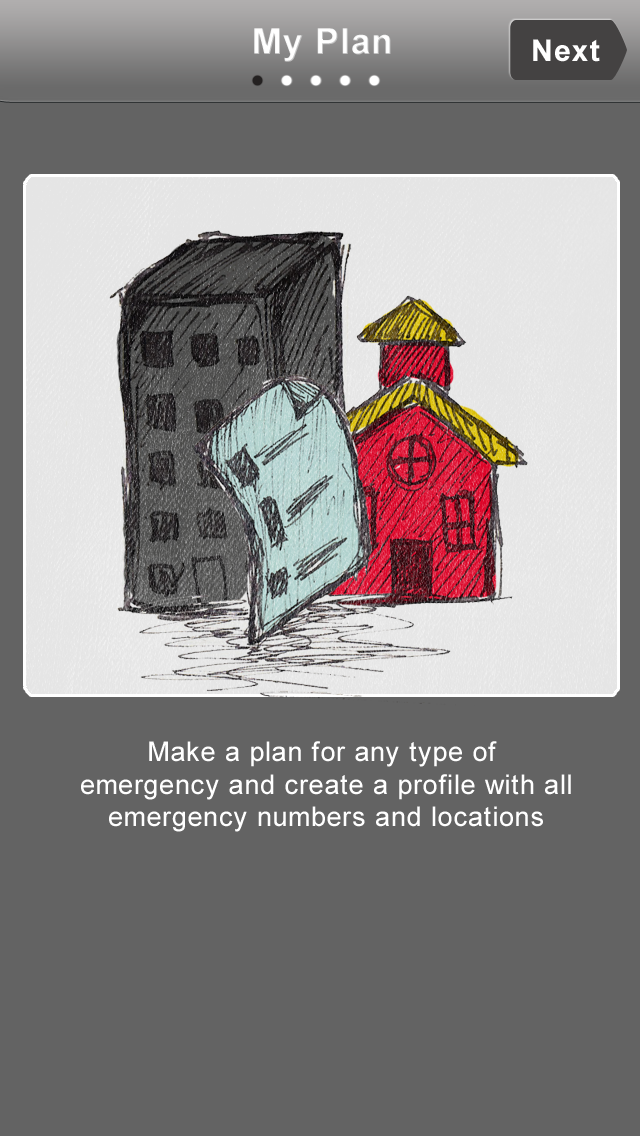 My Plan
Next
Make a plan for any type of
emergency and create a profile with all
emergency numbers and locations